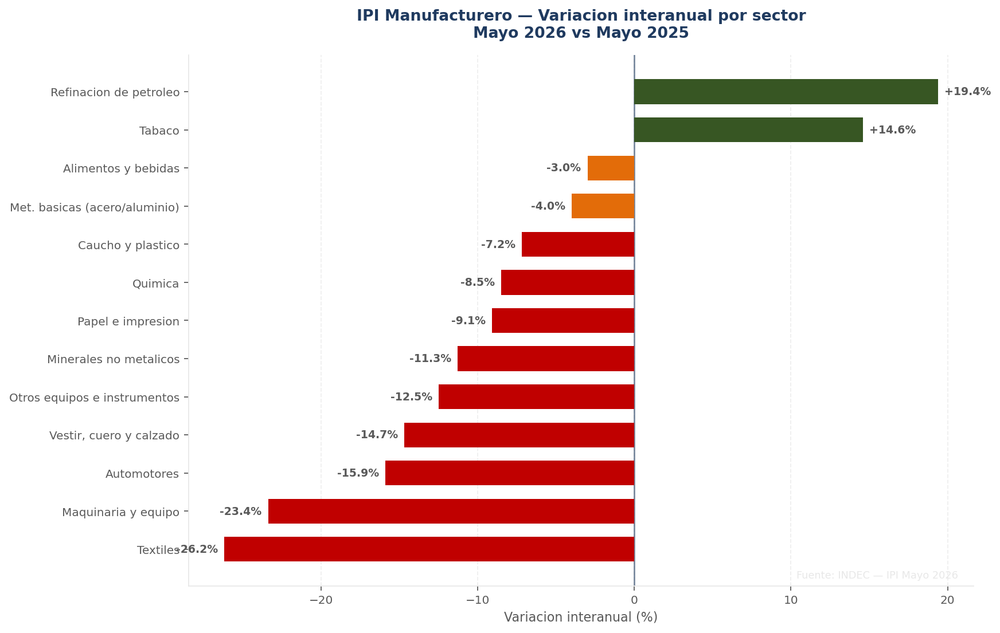 IPI Manufacturero — Variacion interanual por sector
Mayo 2026 vs Mayo 2025
Refinacion de petroleo +19.4%
Tabaco +14.6%
Alimentos y bebidas -3.0%
Met. basicas (acero/aluminio) -4.0%
Caucho y plastico -7.2%
Quimica -8.5%
Papel e impresion -9.1%
Minerales no metalicos -11.3%
Otros equipos e instrumentos -12.5%
Vestir, cuero y calzado -14.7%
Automotores -15.9%
Maquinaria y equipo -23.4%
Textiles -26.2%
Fuente: INDEC — IPI Mayo 2026
−20 −10 0 10 20
Variacion interanual (%)